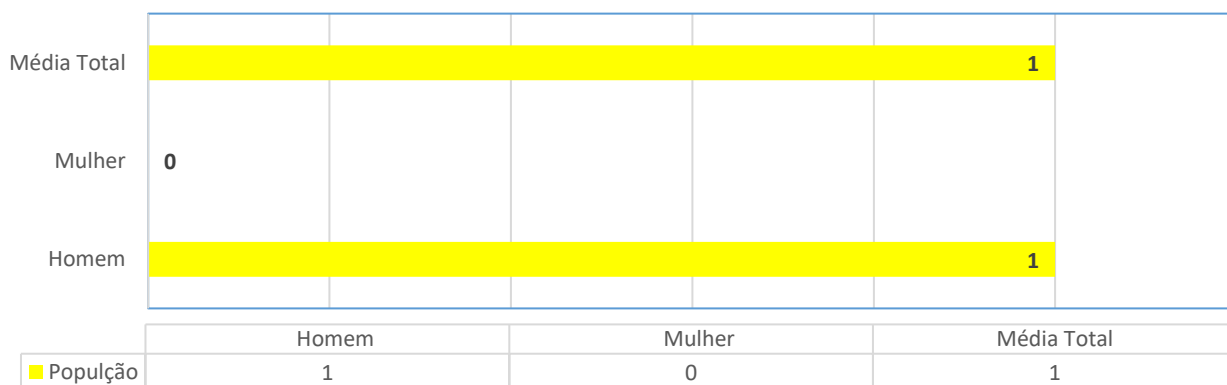 Média Total 1
Mulher 0
Homem 1
Homem Mulher Média Total
Populção 1 0 1